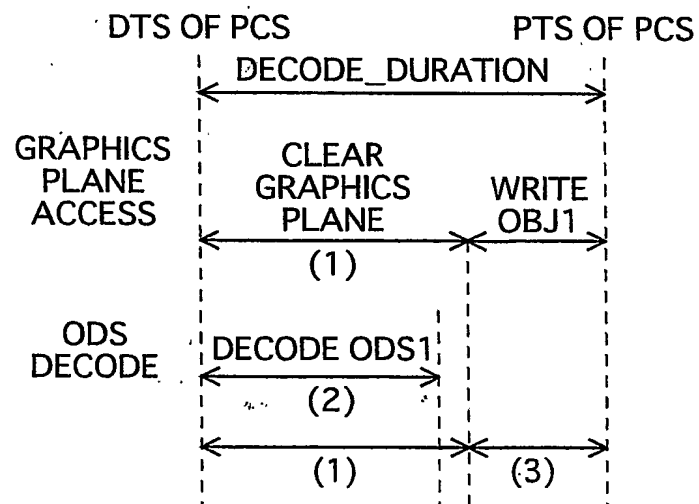 DTS OF PCS
PTS OF PCS
DECODE_DURATION
GRAPHICS
PLANE
ACCESS
CLEAR
GRAPHICS
PLANE
WRITE
OBJ1
(1)
ODS
DECODE
DECODE ODS1
(2)
(1)
(3)